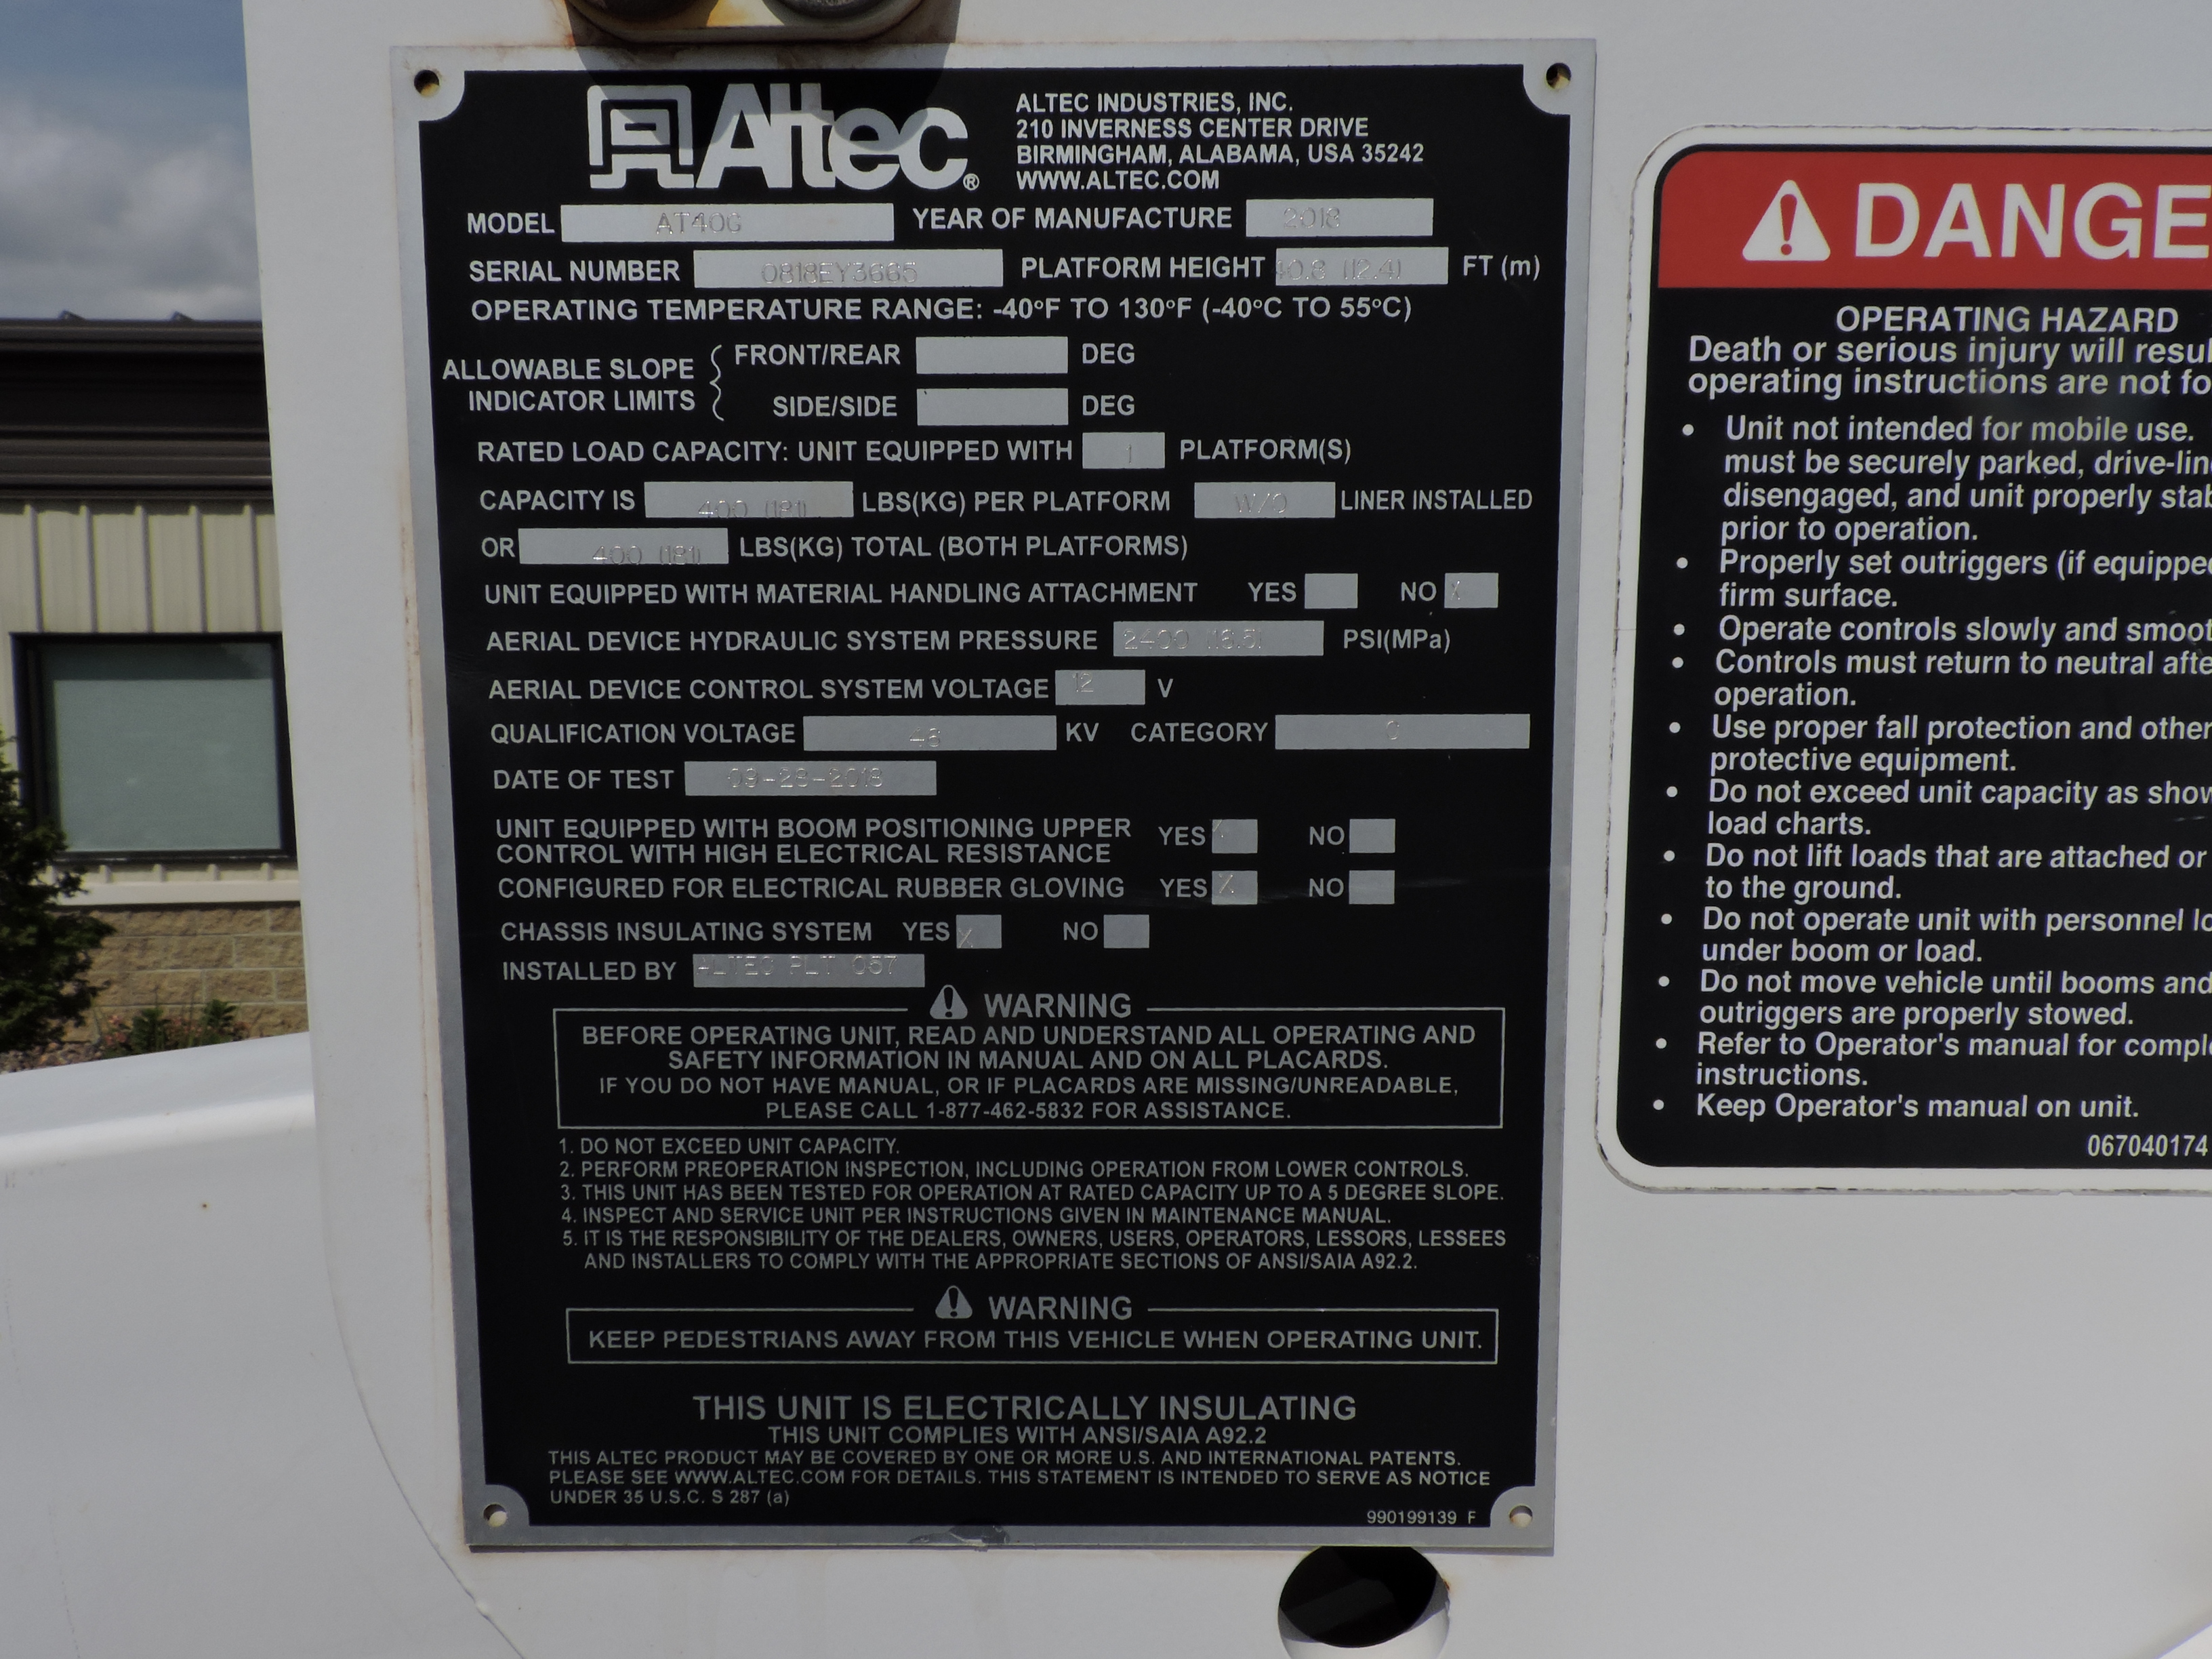 Altec®
ALTEC INDUSTRIES, INC.
210 INVERNESS CENTER DRIVE
BIRMINGHAM, ALABAMA, USA 35242
WWW.ALTEC.COM
MODEL AT40G YEAR OF MANUFACTURE 2018
SERIAL NUMBER 0818EY3665 PLATFORM HEIGHT 40.8 (12.4) FT (m)
OPERATING TEMPERATURE RANGE: -40°F TO 130°F (-40°C TO 55°C)
ALLOWABLE SLOPE INDICATOR LIMITS
FRONT/REAR DEG
SIDE/SIDE DEG
RATED LOAD CAPACITY: UNIT EQUIPPED WITH 1 PLATFORM(S)
CAPACITY IS 400 (181) LBS(KG) PER PLATFORM W/O LINER INSTALLED
OR 400 (181) LBS(KG) TOTAL (BOTH PLATFORMS)
UNIT EQUIPPED WITH MATERIAL HANDLING ATTACHMENT YES NO X
AERIAL DEVICE HYDRAULIC SYSTEM PRESSURE 2400 (16.5) PSI(MPa)
AERIAL DEVICE CONTROL SYSTEM VOLTAGE 12 V
QUALIFICATION VOLTAGE 46 KV CATEGORY C
DATE OF TEST
UNIT EQUIPPED WITH BOOM POSITIONING UPPER
CONTROL WITH HIGH ELECTRICAL RESISTANCE YES X NO
CONFIGURED FOR ELECTRICAL RUBBER GLOVING YES X NO
CHASSIS INSULATING SYSTEM YES X NO
INSTALLED BY ALTEC PLT 057
WARNING
BEFORE OPERATING UNIT, READ AND UNDERSTAND ALL OPERATING AND
SAFETY INFORMATION IN MANUAL AND ON ALL PLACARDS.
IF YOU DO NOT HAVE MANUAL, OR IF PLACARDS ARE MISSING/UNREADABLE,
PLEASE CALL 1-877-462-5832 FOR ASSISTANCE.
1. DO NOT EXCEED UNIT CAPACITY.
2. PERFORM PREOPERATION INSPECTION, INCLUDING OPERATION FROM LOWER CONTROLS.
3. THIS UNIT HAS BEEN TESTED FOR OPERATION AT RATED CAPACITY UP TO A 5 DEGREE SLOPE.
4. INSPECT AND SERVICE UNIT PER INSTRUCTIONS GIVEN IN MAINTENANCE MANUAL.
5. IT IS THE RESPONSIBILITY OF THE DEALERS, OWNERS, USERS, OPERATORS, LESSORS, LESSEES
AND INSTALLERS TO COMPLY WITH THE APPROPRIATE SECTIONS OF ANSI/SAIA A92.2.
WARNING
KEEP PEDESTRIANS AWAY FROM THIS VEHICLE WHEN OPERATING UNIT.
THIS UNIT IS ELECTRICALLY INSULATING
THIS UNIT COMPLIES WITH ANSI/SAIA A92.2
THIS ALTEC PRODUCT MAY BE COVERED BY ONE OR MORE U.S. AND INTERNATIONAL PATENTS.
PLEASE SEE WWW.ALTEC.COM FOR DETAILS. THIS STATEMENT IS INTENDED TO SERVE AS NOTICE
UNDER 35 U.S.C. S 287 (a)
990199139 F
DANGE
OPERATING HAZARD
Death or serious injury will resul
operating instructions are not fo
• Unit not intended for mobile use.
must be securely parked, drive-lin
disengaged, and unit properly stab
prior to operation.
• Properly set outriggers (if equipped
firm surface.
• Operate controls slowly and smoot
• Controls must return to neutral afte
operation.
• Use proper fall protection and other
protective equipment.
• Do not exceed unit capacity as show
load charts.
• Do not lift loads that are attached or
to the ground.
• Do not operate unit with personnel lo
under boom or load.
• Do not move vehicle until booms and
outriggers are properly stowed.
• Refer to Operator's manual for comple
instructions.
• Keep Operator's manual on unit.
067040174